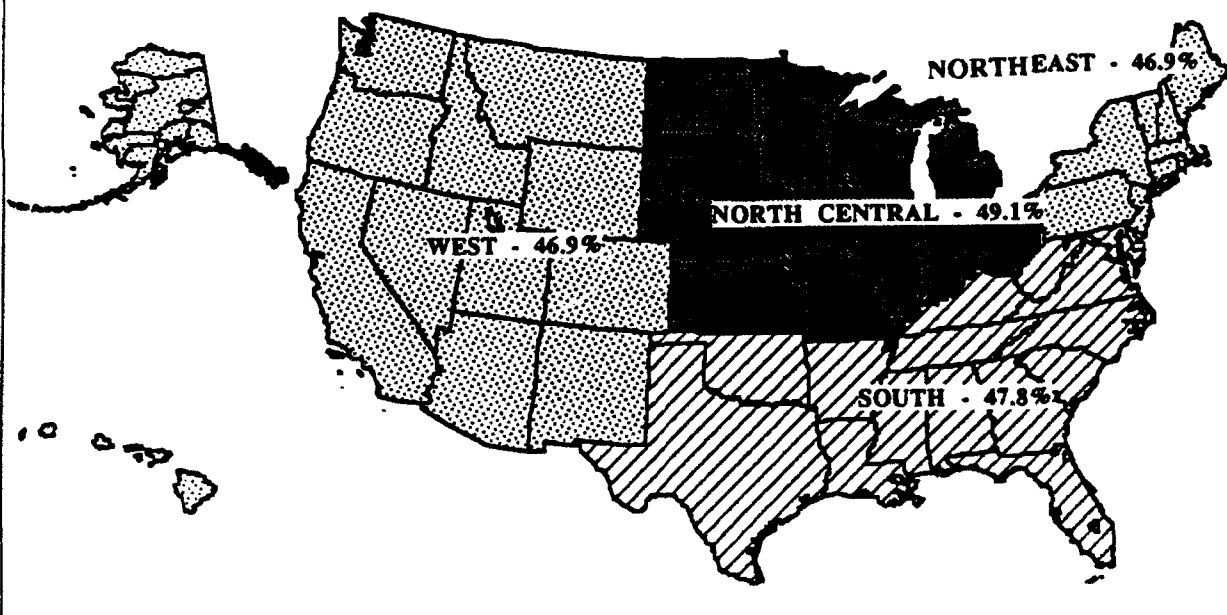 NORTHEAST - 46.9%
NORTH CENTRAL - 49.1%
WEST - 46.9%
SOUTH - 47.8%